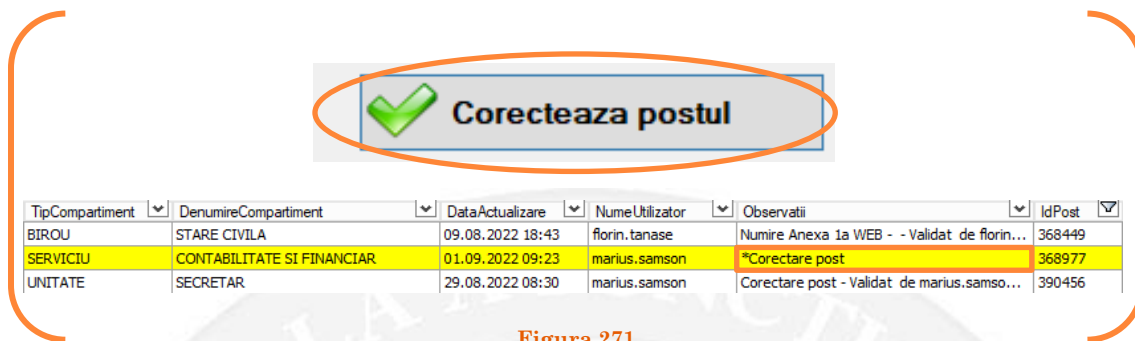 Corecteaza postul
TipCompartiment DenumireCompartiment DataActualizare NumeUtilizator Observatii IdPost
BIROU STARE CIVILA 09.08.2022 18:43 florin.tanase Numire Anexa 1a WEB - - Validat de florin... 368449
SERVICIU CONTABILITATE SI FINANCIAR 01.09.2022 09:23 marius.samson *Corectare post 368977
UNITATE SECRETAR 29.08.2022 08:30 marius.samson Corectare post - Validat de marius.samso... 390456
Figura 271